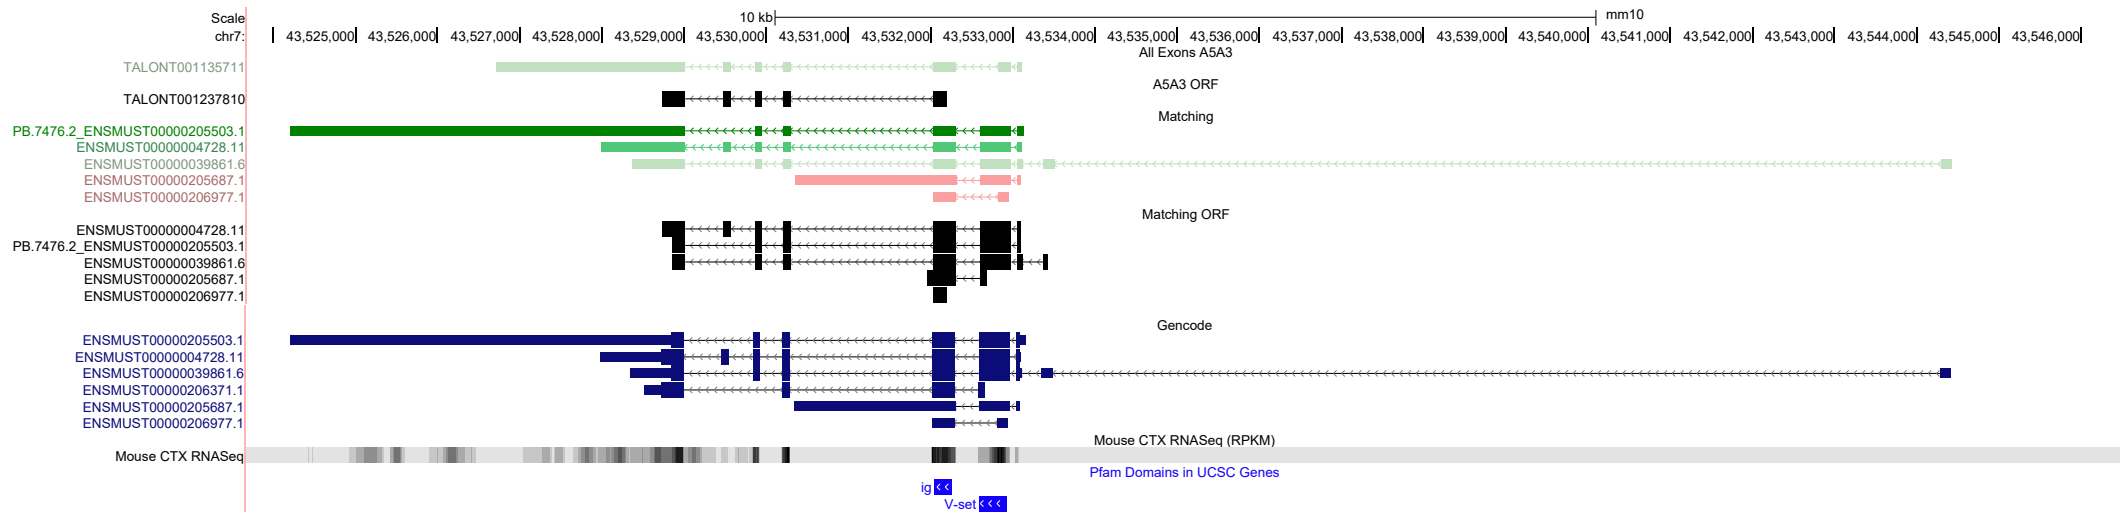 Scale 10 kb mm10
chr7: 43,525,000 43,526,000 43,527,000 43,528,000 43,529,000 43,530,000 43,531,000 43,532,000 43,533,000 43,534,000 43,535,000 43,536,000 43,537,000 43,538,000 43,539,000 43,540,000 43,541,000 43,542,000 43,543,000 43,544,000 43,545,000 43,546,000
All Exons A5A3
TALONT001135711
A5A3 ORF
TALONT001237810
Matching
PB.7476.2_ENSMUST00000205503.1
ENSMUST00000004728.11
ENSMUST00000039861.6
ENSMUST00000205687.1
ENSMUST00000206977.1
Matching ORF
ENSMUST00000004728.11
PB.7476.2_ENSMUST00000205503.1
ENSMUST00000039861.6
ENSMUST00000205687.1
ENSMUST00000206977.1
Gencode
ENSMUST00000205503.1
ENSMUST00000004728.11
ENSMUST00000039861.6
ENSMUST00000206371.1
ENSMUST00000205687.1
ENSMUST00000206977.1
Mouse CTX RNASeq (RPKM)
Mouse CTX RNASeq
Pfam Domains in UCSC Genes
ig
V-set